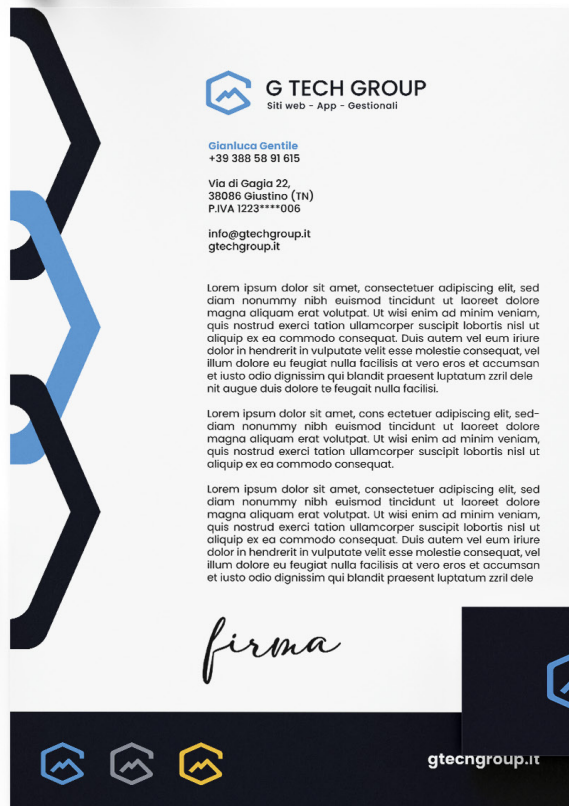 G TECH GROUP
Siti web - App - Gestionali
Gianluca Gentile
+39 388 58 91 615
Via di Gagia 22,
38086 Giustino (TN)
P.IVA 1223****006
info@gtechgroup.it
gtechgroup.it
Lorem ipsum dolor sit amet, consectetuer adipiscing elit, sed
diam nonummy nibh euismod tincidunt ut laoreet dolore
magna aliquam erat volutpat. Ut wisi enim ad minim veniam,
quis nostrud exerci tation ullamcorper suscipit lobortis nisl ut
aliquip ex ea commodo consequat. Duis autem vel eum iriure
dolor in hendrerit in vulputate velit esse molestie consequat, vel
illum dolore eu feugiat nulla facilisis at vero eros et accumsan
et iusto odio dignissim qui blandit praesent luptatum zzril dele
nit augue duis dolore te feugait nulla facilisi.
Lorem ipsum dolor sit amet, cons ectetuer adipiscing elit, sed-
diam nonummy nibh euismod tincidunt ut laoreet dolore
magna aliquam erat volutpat. Ut wisi enim ad minim veniam,
quis nostrud exerci tation ullamcorper suscipit lobortis nisl ut
aliquip ex ea commodo consequat.
Lorem ipsum dolor sit amet, consectetuer adipiscing elit, sed
diam nonummy nibh euismod tincidunt ut laoreet dolore
magna aliquam erat volutpat. Ut wisi enim ad minim veniam,
quis nostrud exerci tation ullamcorper suscipit lobortis nisl ut
aliquip ex ea commodo consequat. Duis autem vel eum iriure
dolor in hendrerit in vulputate velit esse molestie consequat, vel
illum dolore eu feugiat nulla facilisis at vero eros et accumsan
et iusto odio dignissim qui blandit praesent luptatum zzril dele
firma
gtechgroup.it